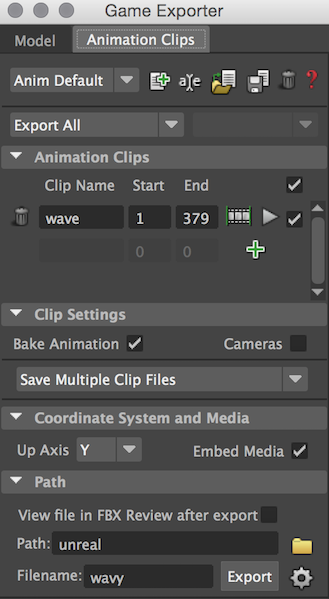 Game Exporter
Model Animation Clips
Anim Default a/e ?
Export All
Animation Clips
Clip Name Start End
wave 1 379
0 0
Clip Settings
Bake Animation Cameras
Save Multiple Clip Files
Coordinate System and Media
Up Axis Y Embed Media
Path
View file in FBX Review after export
Path: unreal
Filename: wavy Export